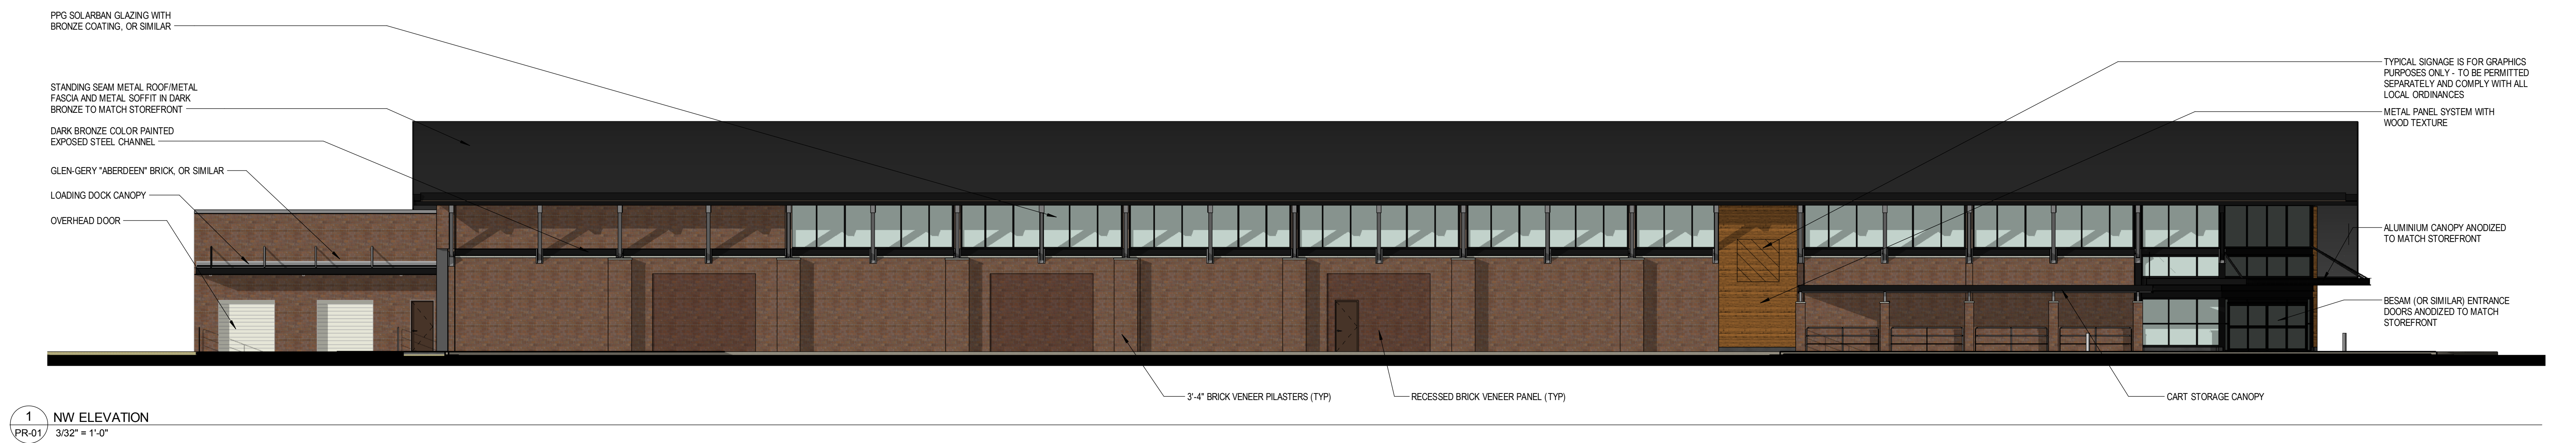 PPG SOLARBAN GLAZING WITH
BRONZE COATING, OR SIMILAR
STANDING SEAM METAL ROOF/METAL
FASCIA AND METAL SOFFIT IN DARK
BRONZE TO MATCH STOREFRONT
DARK BRONZE COLOR PAINTED
EXPOSED STEEL CHANNEL
GLEN-GERY "ABERDEEN" BRICK, OR SIMILAR
LOADING DOCK CANOPY
OVERHEAD DOOR
TYPICAL SIGNAGE IS FOR GRAPHICS
PURPOSES ONLY - TO BE PERMITTED
SEPARATELY AND COMPLY WITH ALL
LOCAL ORDINANCES
METAL PANEL SYSTEM WITH
WOOD TEXTURE
ALUMINIUM CANOPY ANODIZED
TO MATCH STOREFRONT
BESAM (OR SIMILAR) ENTRANCE
DOORS ANODIZED TO MATCH
STOREFRONT
3'-4" BRICK VENEER PILASTERS (TYP)
RECESSED BRICK VENEER PANEL (TYP)
CART STORAGE CANOPY
1
NW ELEVATION
PR-01
3/32" = 1'-0"